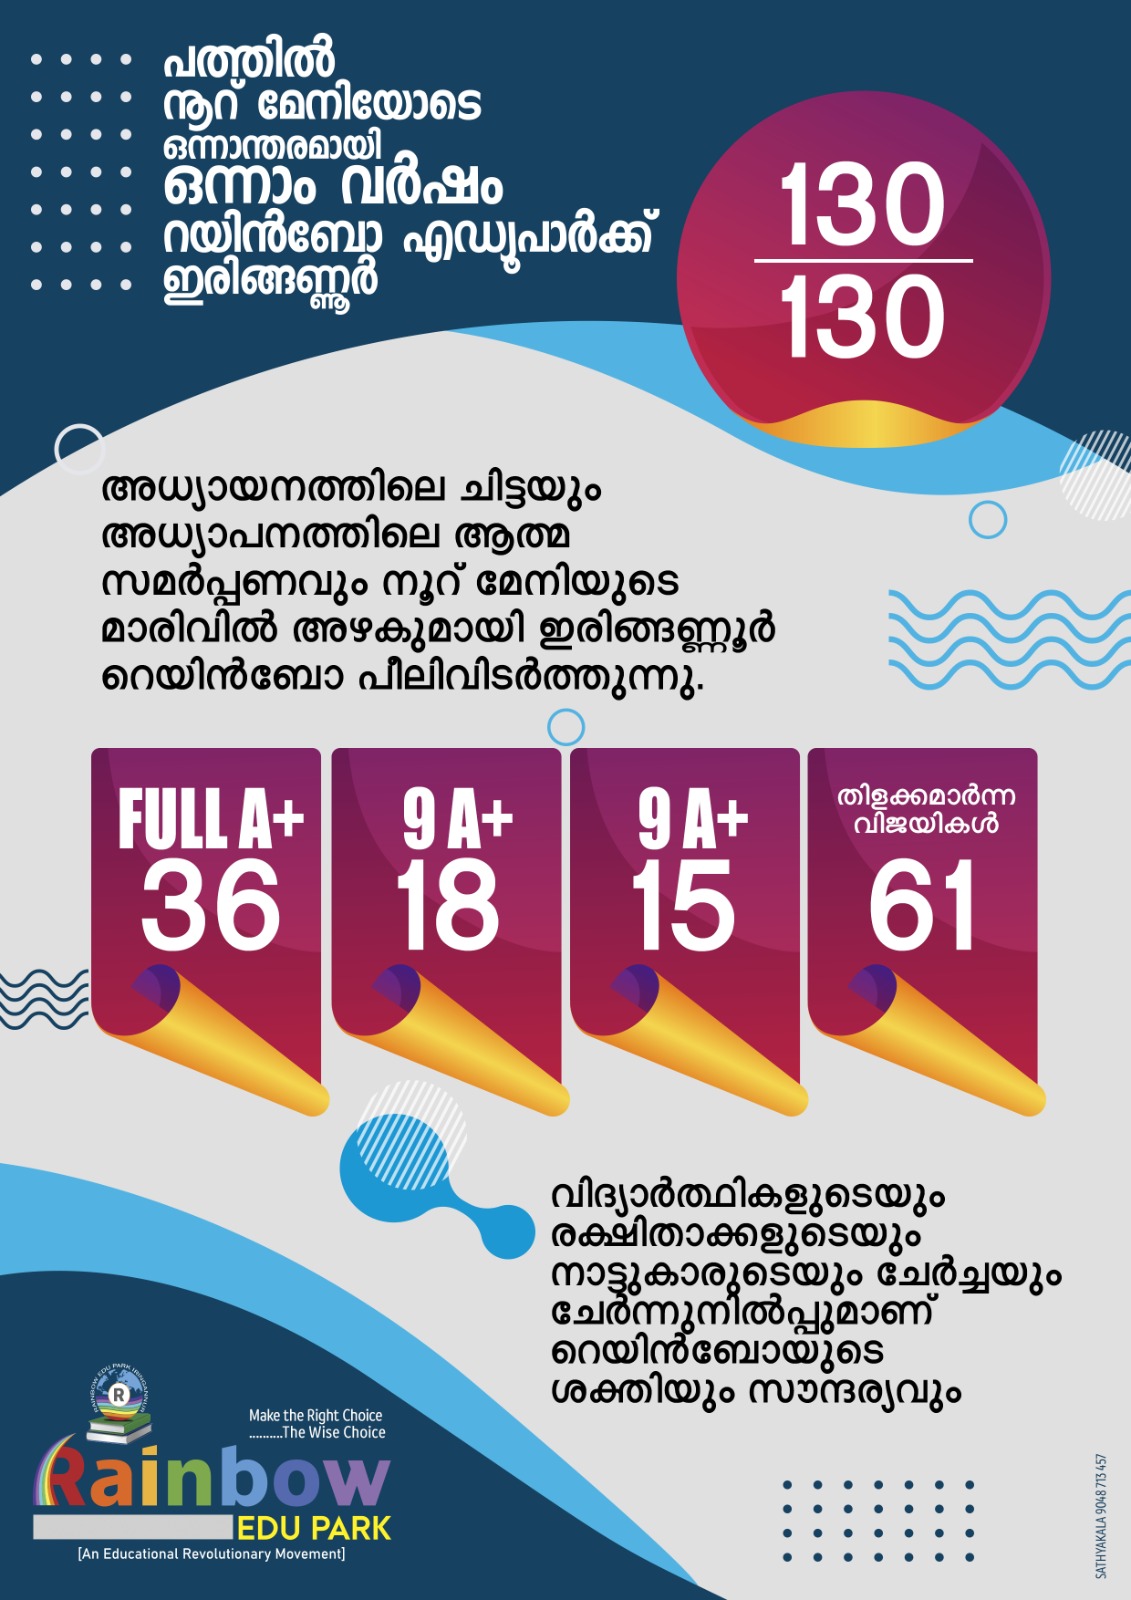 പത്തിൽ
നൂറ് മേനിയോടെ
ഒന്നാന്തരമായി
ഒന്നാം വർഷം
റയിൻബോ എഡ്യൂപാർക്ക്
ഇരിങ്ങണ്ണൂർ
130
130
അധ്യായനത്തിലെ ചിട്ടയും
അധ്യാപനത്തിലെ ആത്മ
സമർപ്പണവും നൂറ് മേനിയുടെ
മാരിവിൽ അഴകുമായി ഇരിങ്ങണ്ണൂർ
റെയിൻബോ പീലിവിടർത്തുന്നു.
FULL A+
36
9 A+
18
9 A+
15
തിളക്കമാർന്ന
വിജയികൾ
61
വിദ്യാർത്ഥികളുടെയും
രക്ഷിതാക്കളുടെയും
നാട്ടുകാരുടെയും ചേർച്ചയും
ചേർന്നുനിൽപ്പുമാണ്
റെയിൻബോയുടെ
ശക്തിയും സൗന്ദര്യവും
RAINBOW EDU PARK IRINGANNUR
R
Make the Right Choice
..........The Wise Choice
Rainbow
EDU PARK
[An Educational Revolutionary Movement]
SATHYAKALA 9048 713 457